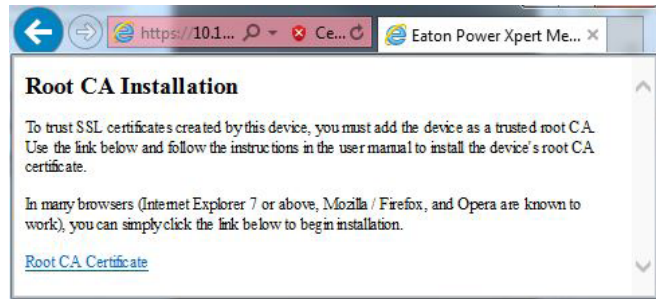 https://10.1... Ce... Eaton Power Xpert Me...
Root CA Installation
To trust SSL certificates created by this device, you must add the device as a trusted root CA.
Use the link below and follow the instructions in the user manual to install the device's root CA
certificate.
In many browsers (Internet Explorer 7 or above, Mozilla / Firefox, and Opera are known to
work), you can simply click the link below to begin installation.
Root CA Certificate